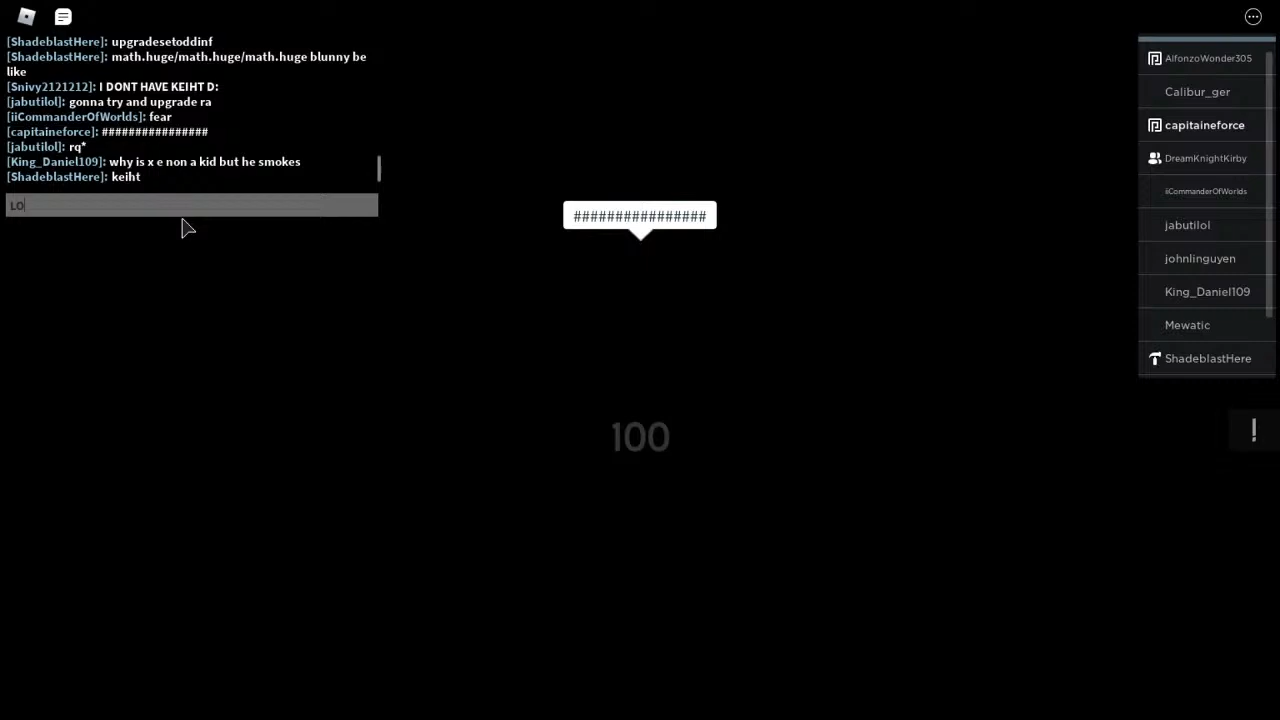 [ShadeblastHere]: upgradesetoddinf
[ShadeblastHere]: math.huge/math.huge/math.huge blunny be
like
[Snivy2121212]: I DONT HAVE KEIHT D:
[jabutilol]: gonna try and upgrade ra
[iiCommanderOfWorlds]: fear
[capitaineforce]: ################
[jabutilol]: rq*
[King_Daniel109]: why is x e non a kid but he smokes
[ShadeblastHere]: keiht
LO
################
100
AlfonzoWonder305
Calibur_ger
capitaineforce
DreamKnightKirby
iiCommanderOfWorlds
jabutilol
johnlinguyen
King_Daniel109
Mewatic
ShadeblastHere
!